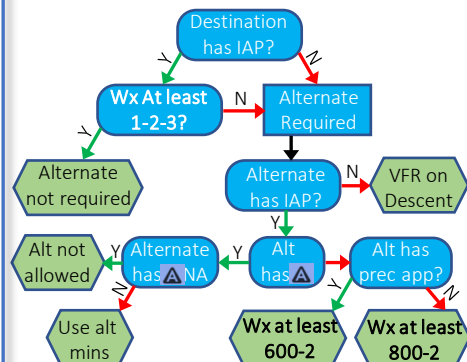 Destination
has IAP?
Y
N
Wx At least
1-2-3?
N
Alternate
Required
Y
Alternate
not required
Alternate
has IAP?
N
VFR on
Descent
Y
Alt not
allowed
Y
Alternate
has A NA
Y
Alt
has A
Alt has
prec app?
N
Y
N
Use alt
mins
Wx at least
600-2
Wx at least
800-2